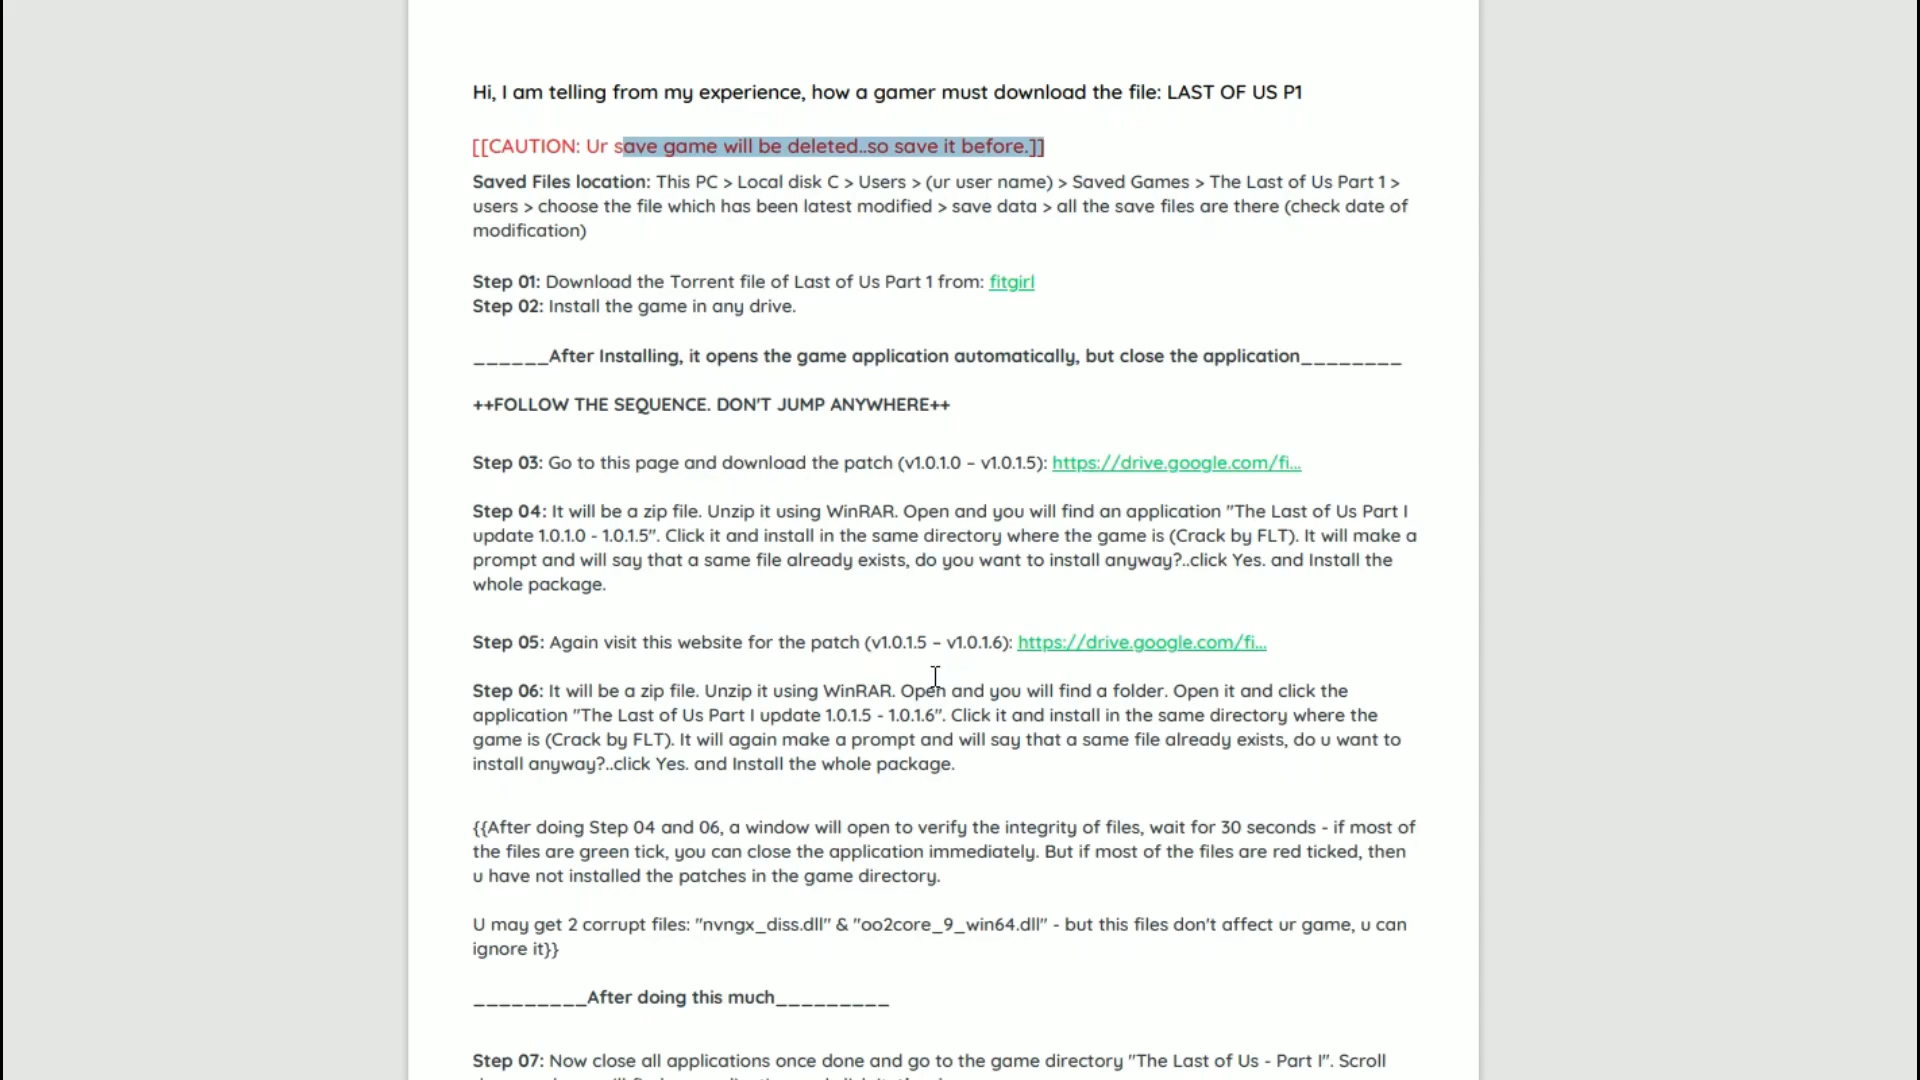 Hi, I am telling from my experience, how a gamer must download the file: LAST OF US P1
[[CAUTION: Ur save game will be deleted..so save it before.]]
Saved Files location: This PC > Local disk C > Users > (ur user name) > Saved Games > The Last of Us Part 1 >
users > choose the file which has been latest modified > save data > all the save files are there (check date of
modification)
Step 01: Download the Torrent file of Last of Us Part 1 from: fitgirl
Step 02: Install the game in any drive.
______After Installing, it opens the game application automatically, but close the application________
++FOLLOW THE SEQUENCE. DON'T JUMP ANYWHERE++
Step 03: Go to this page and download the patch (v1.0.1.0 – v1.0.1.5): https://drive.google.com/fi...
Step 04: It will be a zip file. Unzip it using WinRAR. Open and you will find an application "The Last of Us Part I
update 1.0.1.0 - 1.0.1.5". Click it and install in the same directory where the game is (Crack by FLT). It will make a
prompt and will say that a same file already exists, do you want to install anyway?..click Yes. and Install the
whole package.
Step 05: Again visit this website for the patch (v1.0.1.5 – v1.0.1.6): https://drive.google.com/fi...
Step 06: It will be a zip file. Unzip it using WinRAR. Open and you will find a folder. Open it and click the
application "The Last of Us Part I update 1.0.1.5 - 1.0.1.6". Click it and install in the same directory where the
game is (Crack by FLT). It will again make a prompt and will say that a same file already exists, do u want to
install anyway?..click Yes. and Install the whole package.
{{After doing Step 04 and 06, a window will open to verify the integrity of files, wait for 30 seconds - if most of
the files are green tick, you can close the application immediately. But if most of the files are red ticked, then
u have not installed the patches in the game directory.
U may get 2 corrupt files: "nvngx_diss.dll" & "oo2core_9_win64.dll" - but this files don't affect ur game, u can
ignore it}}
_________After doing this much_________
Step 07: Now close all applications once done and go to the game directory "The Last of Us - Part I". Scroll